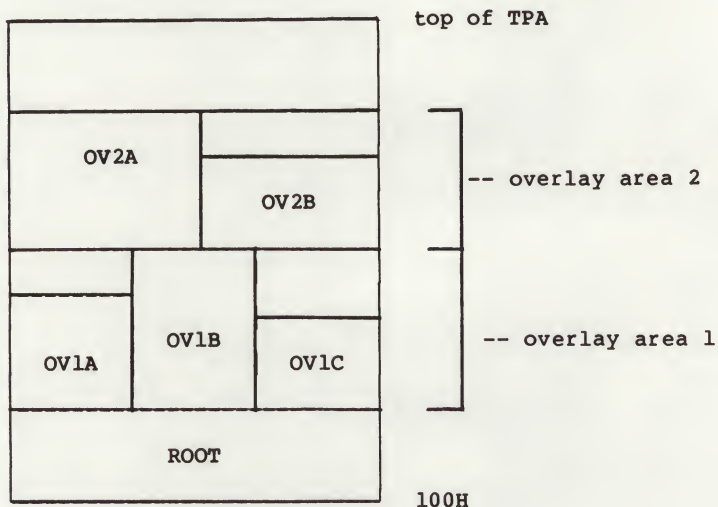 top of TPA
OV2A
OV2B
-- overlay area 2
OV1A
OV1B
OV1C
-- overlay area 1
ROOT
100H